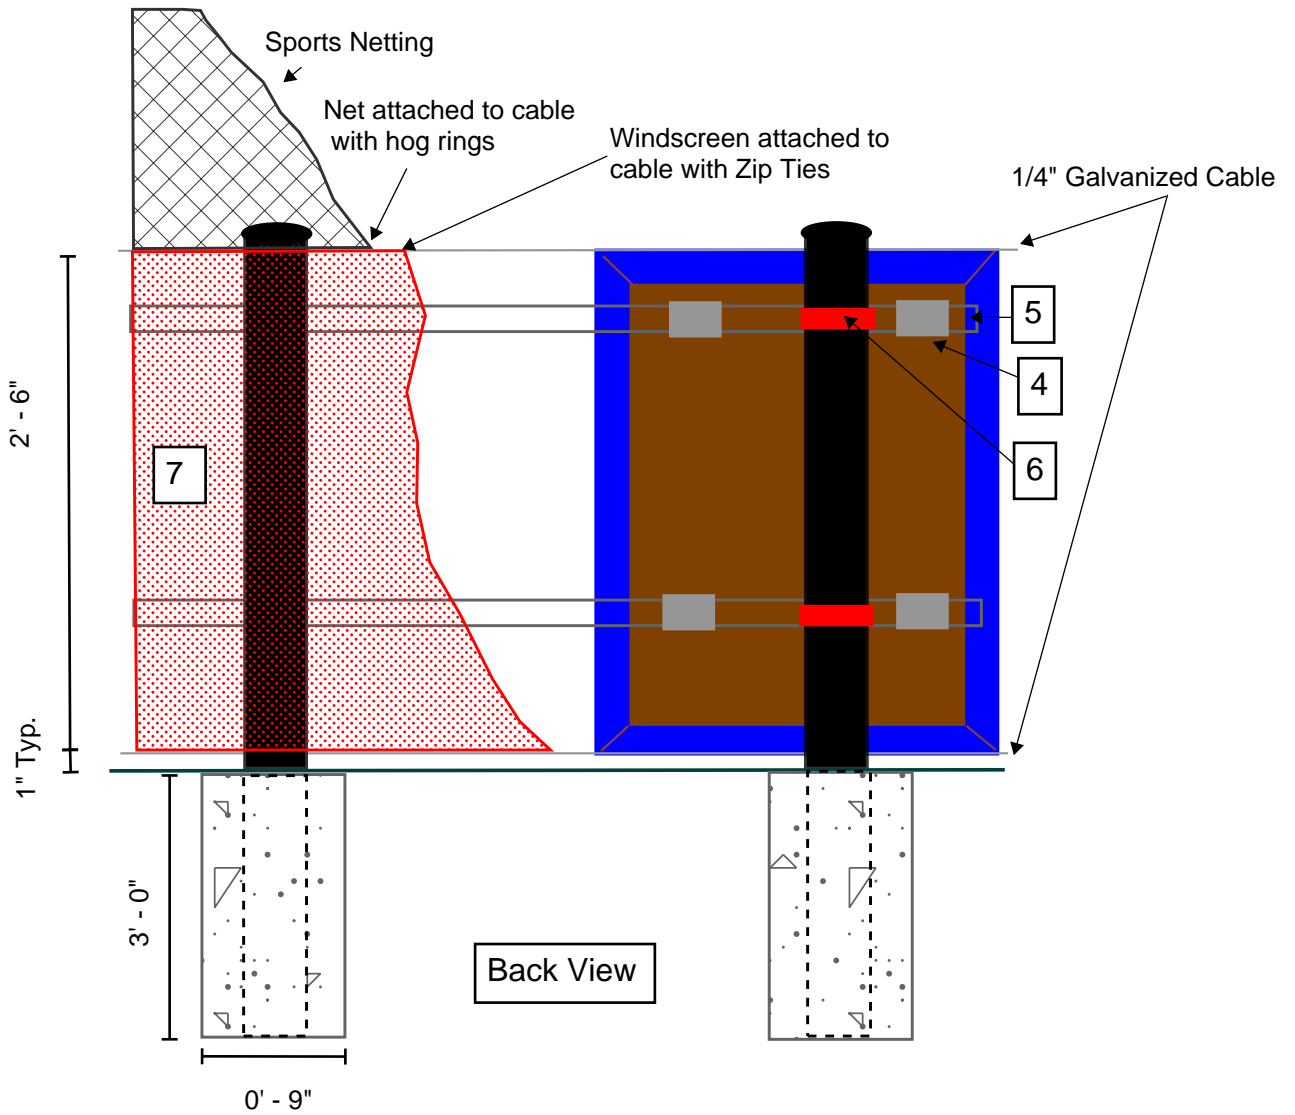 Sports Netting
Net attached to cable
with hog rings
Windscreen attached to
cable with Zip Ties
1/4" Galvanized Cable
5
4
6
7
2' - 6"
1" Typ.
3' - 0"
0' - 9"
Back View